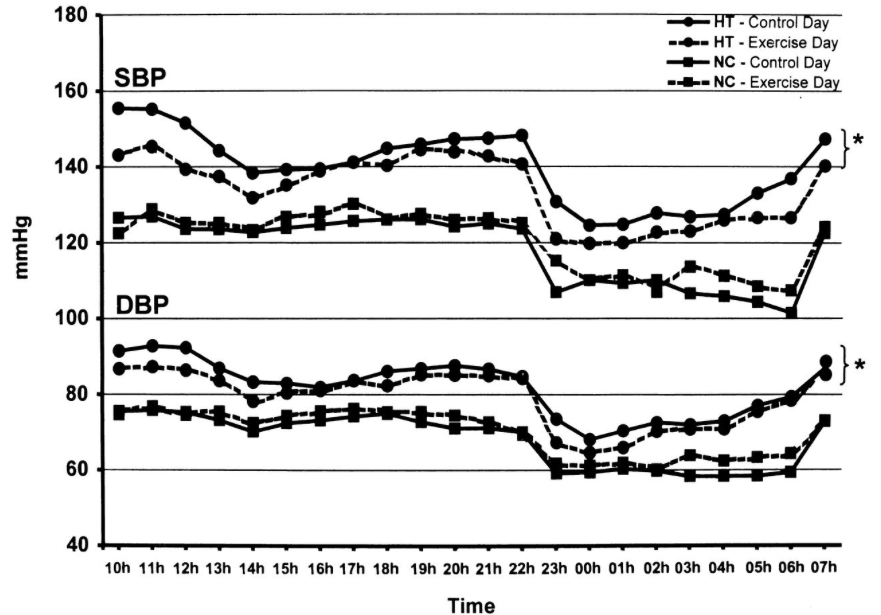 180
160
140
120
100
80
60
40
mmHg
SBP
DBP
HT - Control Day
HT - Exercise Day
NC - Control Day
NC - Exercise Day
*
*
10h 11h 12h 13h 14h 15h 16h 17h 18h 19h 20h 21h 22h 23h 00h 01h 02h 03h 04h 05h 06h 07h
Time